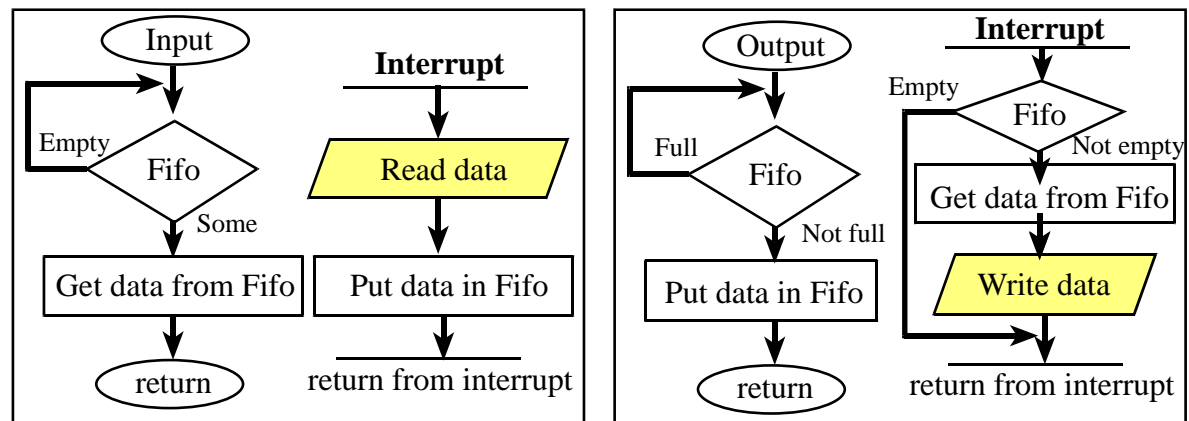 Input
Empty
Fifo
Some
Get data from Fifo
return
Interrupt
Read data
Put data in Fifo
return from interrupt
Output
Full
Fifo
Not full
Put data in Fifo
return
Interrupt
Empty
Fifo
Not empty
Get data from Fifo
Write data
return from interrupt